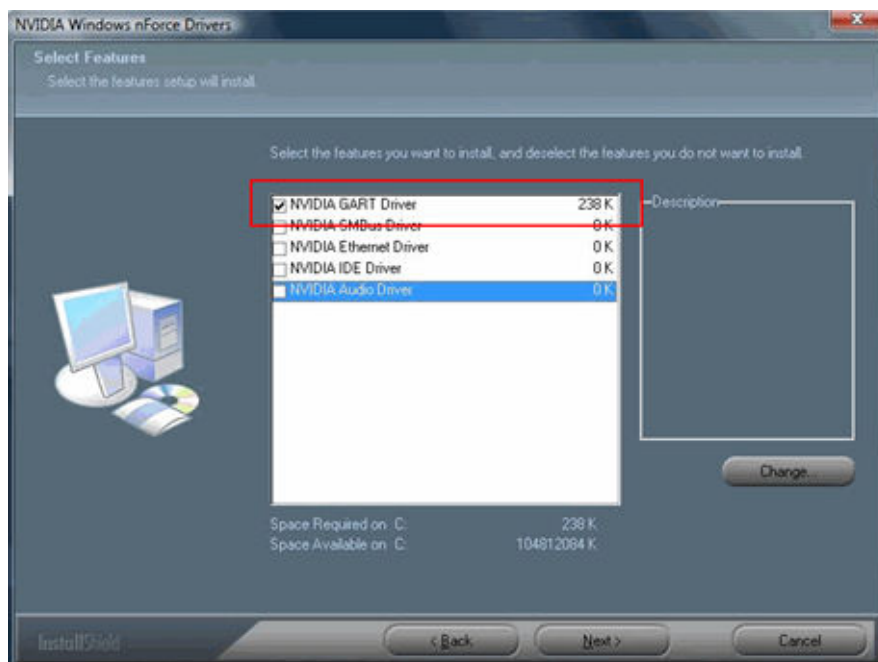 NVIDIA Windows nForce Drivers
Select Features
Select the features setup will install.
Select the features you want to install, and deselect the features you do not want to install.
NVIDIA GART Driver 238 K
NVIDIA SMBus Driver 0 K
NVIDIA Ethernet Driver 0 K
NVIDIA IDE Driver 0 K
NVIDIA Audio Driver 0 K
Description
Change...
Space Required on C: 238 K
Space Available on C: 104812084 K
InstallShield
< Back
Next >
Cancel